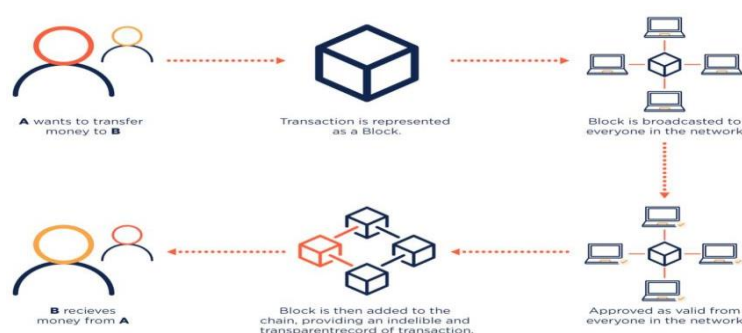 A wants to transfer
money to B
Transaction is represented
as a Block.
Block is broadcasted to
everyone in the network
B recieves
money from A
Block is then added to the
chain, providing an indelible and
transparentrecord of transaction.
Approved as valid from
everyone in the network